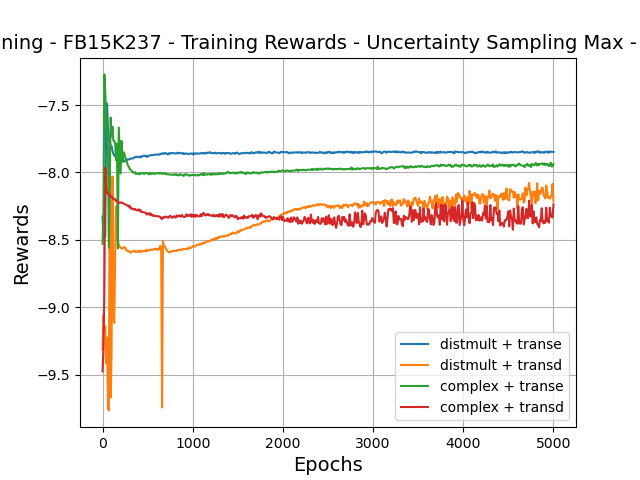 ning - FB15K237 - Training Rewards - Uncertainty Sampling Max -
Rewards
−7.5
−8.0
−8.5
−9.0
−9.5
distmult + transe
distmult + transd
complex + transe
complex + transd
0 1000 2000 3000 4000 5000
Epochs